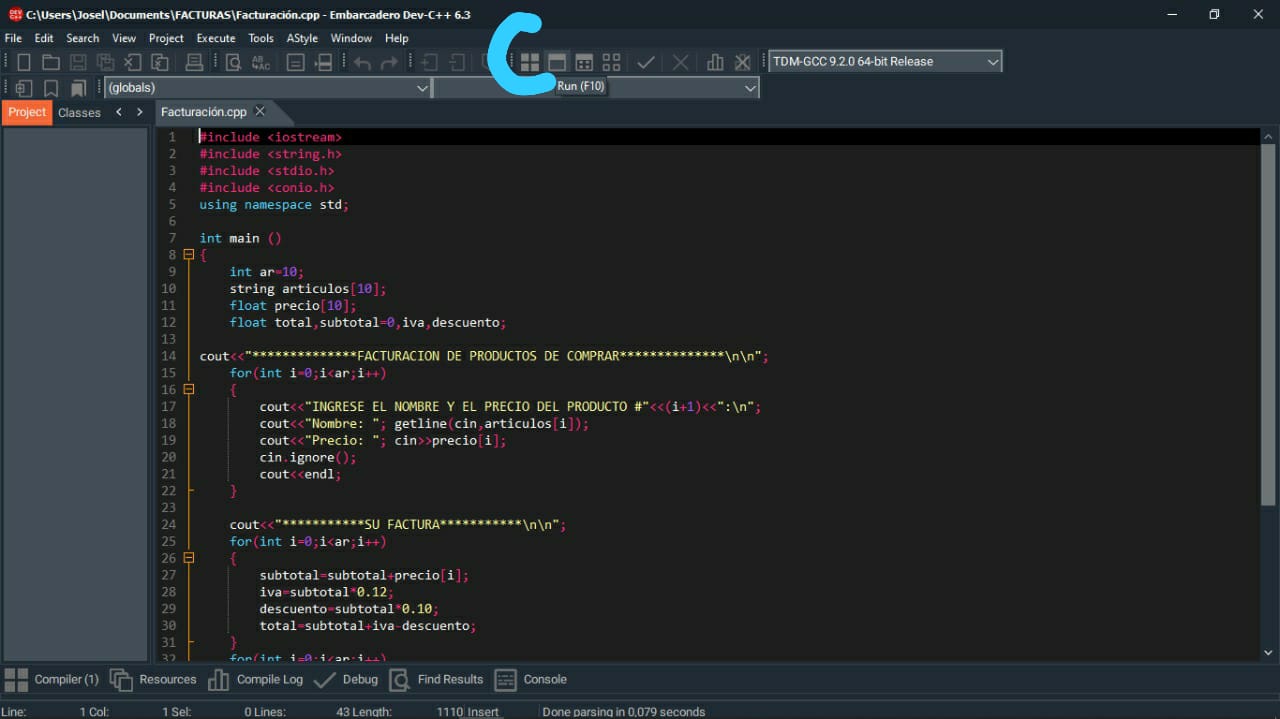 C:\Users\Josel\Documents\FACTURAS\Facturación.cpp - Embarcadero Dev-C++ 6.3
File Edit Search View Project Execute Tools AStyle Window Help
TDM-GCC 9.2.0 64-bit Release
(globals)
Run (F10)
Project Classes < > Facturación.cpp
1 #include <iostream>
2 #include <string.h>
3 #include <stdio.h>
4 #include <conio.h>
5 using namespace std;
6
7 int main ()
8 {
9 int ar=10;
10 string articulos[10];
11 float precio[10];
12 float total,subtotal=0,iva,descuento;
13
14 cout<<"**************FACTURACION DE PRODUCTOS DE COMPRAR**************\n\n";
15 for(int i=0;i<ar;i++)
16 {
17 cout<<"INGRESE EL NOMBRE Y EL PRECIO DEL PRODUCTO #"<<(i+1)<<":\n";
18 cout<<"Nombre: "; getline(cin,articulos[i]);
19 cout<<"Precio: "; cin>>precio[i];
20 cin.ignore();
21 cout<<endl;
22 }
23
24 cout<<"***********SU FACTURA***********\n\n";
25 for(int i=0;i<ar;i++)
26 {
27 subtotal=subtotal+precio[i];
28 iva=subtotal*0.12;
29 descuento=subtotal*0.10;
30 total=subtotal+iva-descuento;
31 }
32 for(int i=0;i<ar;i++)
Compiler (1) Resources Compile Log Debug Find Results Console
Line: 1 Col: 1 Sel: 0 Lines: 43 Length: 1110 Insert Done parsing in 0,079 seconds